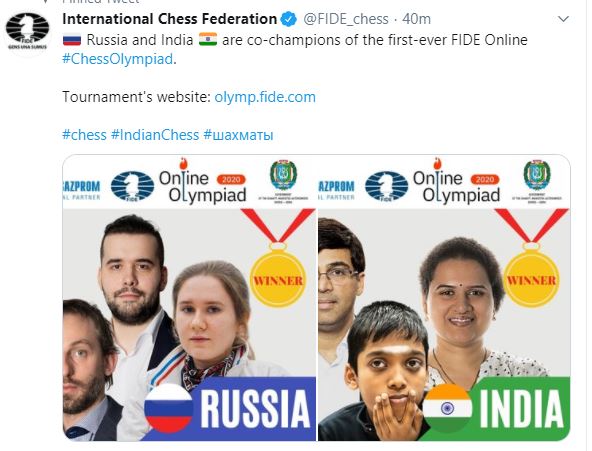 Pinned Tweet
International Chess Federation @FIDE_chess · 40m
Russia and India are co-champions of the first-ever FIDE Online
#ChessOlympiad.
Tournament's website: olymp.fide.com
#chess #IndianChess #шахматы
FIDE
GENS UNA SUMUS
AZPROM
L PARTNER
FIDE
Online
Olympiad
2020
WINNER
RUSSIA
AZPROM
L PARTNER
FIDE
Online
Olympiad
2020
WINNER
INDIA